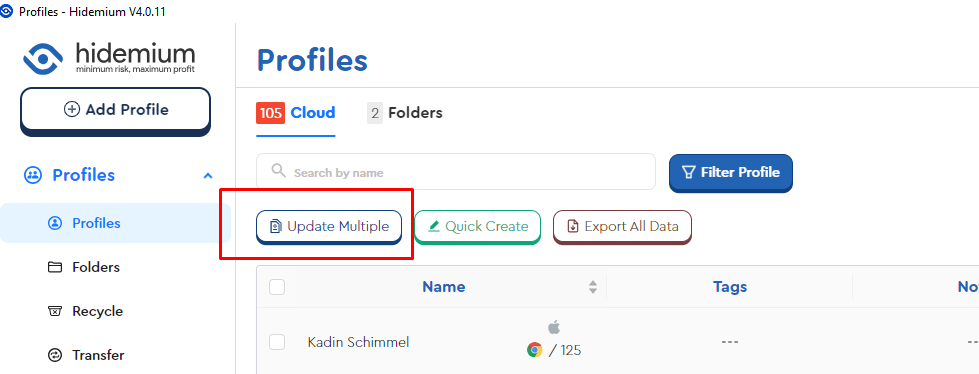 Profiles - Hidemium V4.0.11
hidemium
minimum risk, maximum profit
Add Profile
Profiles
Profiles
Folders
Recycle
Transfer
Profiles
105 Cloud
2 Folders
Search by name
Filter Profile
Update Multiple
Quick Create
Export All Data
Name
Tags
No
Kadin Schimmel
/ 125
---
--